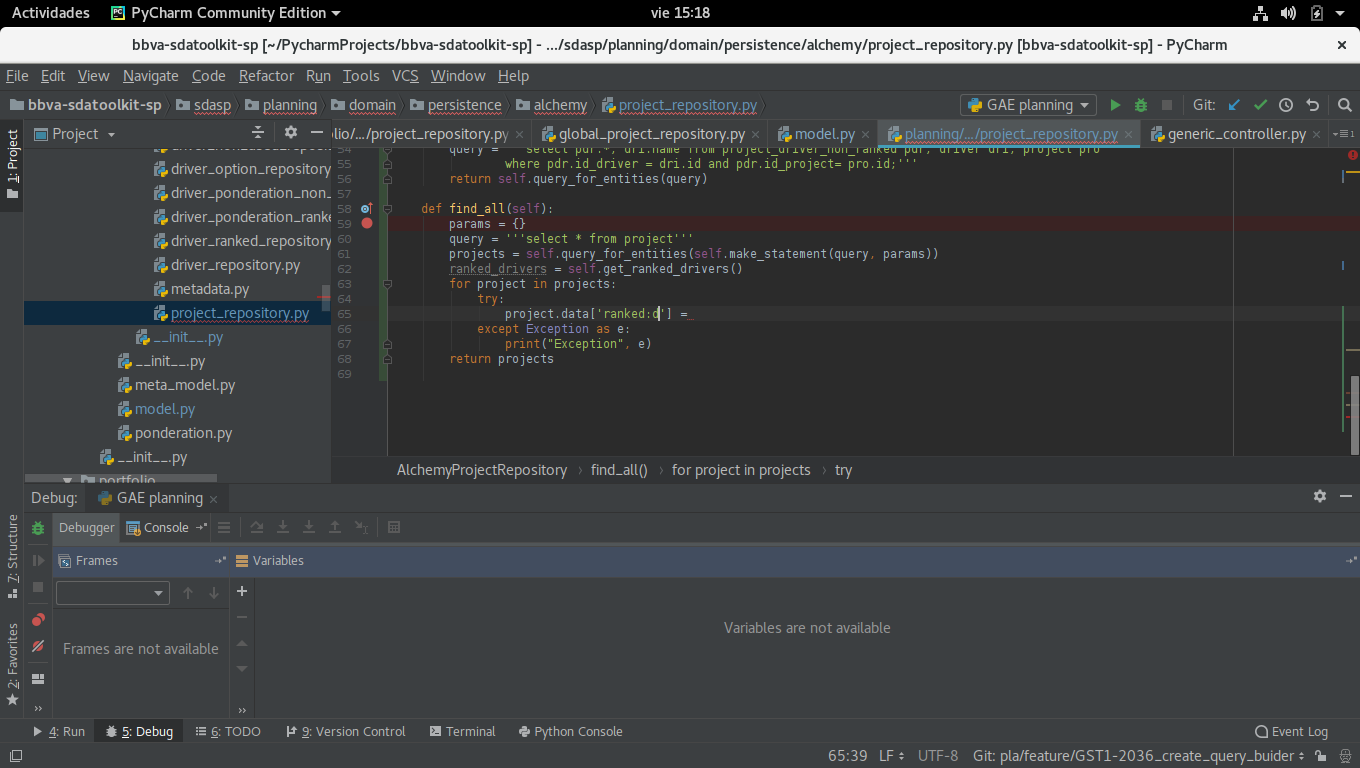 Actividades PyCharm Community Edition vie 15:18
bbva-sdatoolkit-sp [~/PycharmProjects/bbva-sdatoolkit-sp] - .../sdasp/planning/domain/persistence/alchemy/project_repository.py [bbva-sdatoolkit-sp] - PyCharm
File Edit View Navigate Code Refactor Run Tools VCS Window Help
bbva-sdatoolkit-sp sdasp planning domain persistence alchemy project_repository.py GAE planning Git:
1: Project
Project
olio/.../project_repository.py global_project_repository.py model.py planning/.../project_repository.py generic_controller.py
driver_option_repository
driver_ponderation_non_
driver_ponderation_ranke
driver_ranked_repository
driver_repository.py
metadata.py
project_repository.py
__init__.py
__init__.py
meta_model.py
model.py
ponderation.py
__init__.py
portfolio
54 query = '''select pdr.*, dri.name from project_driver_non_ranked pdr, driver dri, project pro
55 where pdr.id_driver = dri.id and pdr.id_project= pro.id;'''
56 return self.query_for_entities(query)
57
58 def find_all(self):
59 params = {}
60 query = '''select * from project'''
61 projects = self.query_for_entities(self.make_statement(query, params))
62 ranked_drivers = self.get_ranked_drivers()
63 for project in projects:
64 try:
65 project.data['ranked:d'] =
66 except Exception as e:
67 print("Exception", e)
68 return projects
69
AlchemyProjectRepository find_all() for project in projects try
Debug: GAE planning
Debugger Console
Frames Variables
Frames are not available
Variables are not available
7: Structure
2: Favorites
4: Run 5: Debug 6: TODO 9: Version Control Terminal Python Console Event Log
65:39 LF UTF-8 Git: pla/feature/GST1-2036_create_query_buider